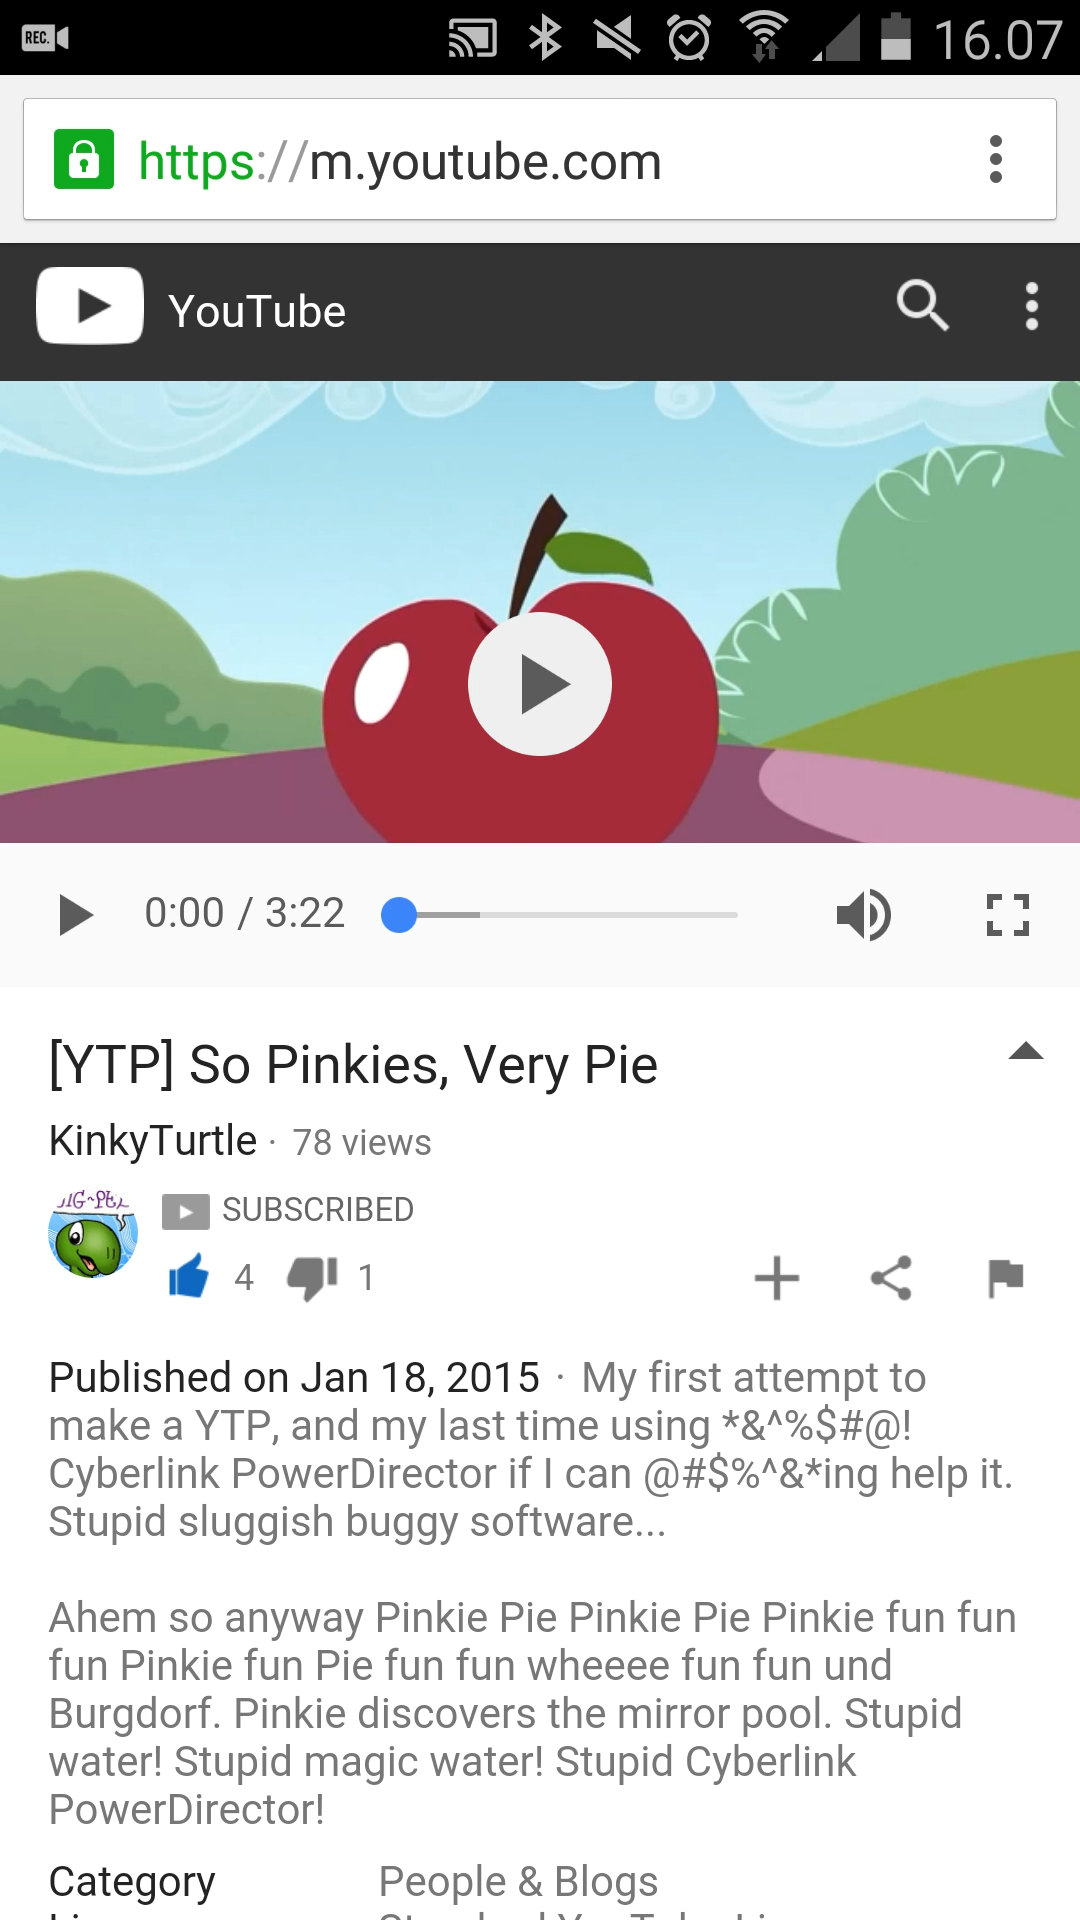 REC. 16.07
https://m.youtube.com
YouTube
0:00 / 3:22
[YTP] So Pinkies, Very Pie
KinkyTurtle · 78 views
SUBSCRIBED
4 1
Published on Jan 18, 2015 · My first attempt to
make a YTP, and my last time using *&^%$#@!
Cyberlink PowerDirector if I can @#$%^&*ing help it.
Stupid sluggish buggy software...
Ahem so anyway Pinkie Pie Pinkie Pie Pinkie fun fun
fun Pinkie fun Pie fun fun wheeee fun fun und
Burgdorf. Pinkie discovers the mirror pool. Stupid
water! Stupid magic water! Stupid Cyberlink
PowerDirector!
Category People & Blogs